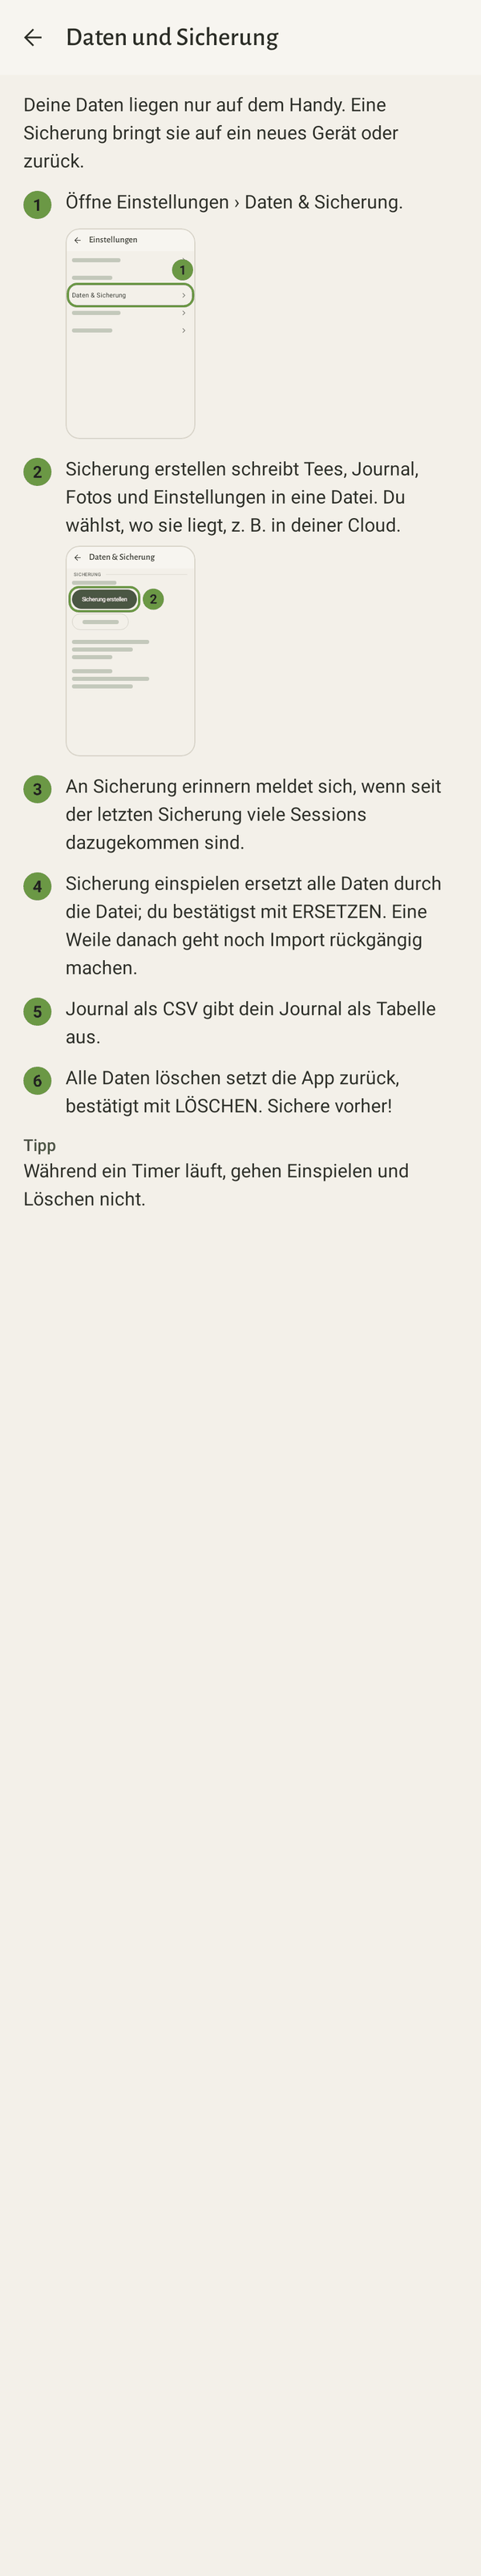 Daten und Sicherung
Deine Daten liegen nur auf dem Handy. Eine
Sicherung bringt sie auf ein neues Gerät oder
zurück.
1 Öffne Einstellungen › Daten & Sicherung.
Einstellungen
1
Daten & Sicherung
2 Sicherung erstellen schreibt Tees, Journal,
Fotos und Einstellungen in eine Datei. Du
wählst, wo sie liegt, z. B. in deiner Cloud.
Daten & Sicherung
SICHERUNG
Sicherung erstellen 2
3 An Sicherung erinnern meldet sich, wenn seit
der letzten Sicherung viele Sessions
dazugekommen sind.
4 Sicherung einspielen ersetzt alle Daten durch
die Datei; du bestätigst mit ERSETZEN. Eine
Weile danach geht noch Import rückgängig
machen.
5 Journal als CSV gibt dein Journal als Tabelle
aus.
6 Alle Daten löschen setzt die App zurück,
bestätigt mit LÖSCHEN. Sichere vorher!
Tipp
Während ein Timer läuft, gehen Einspielen und
Löschen nicht.